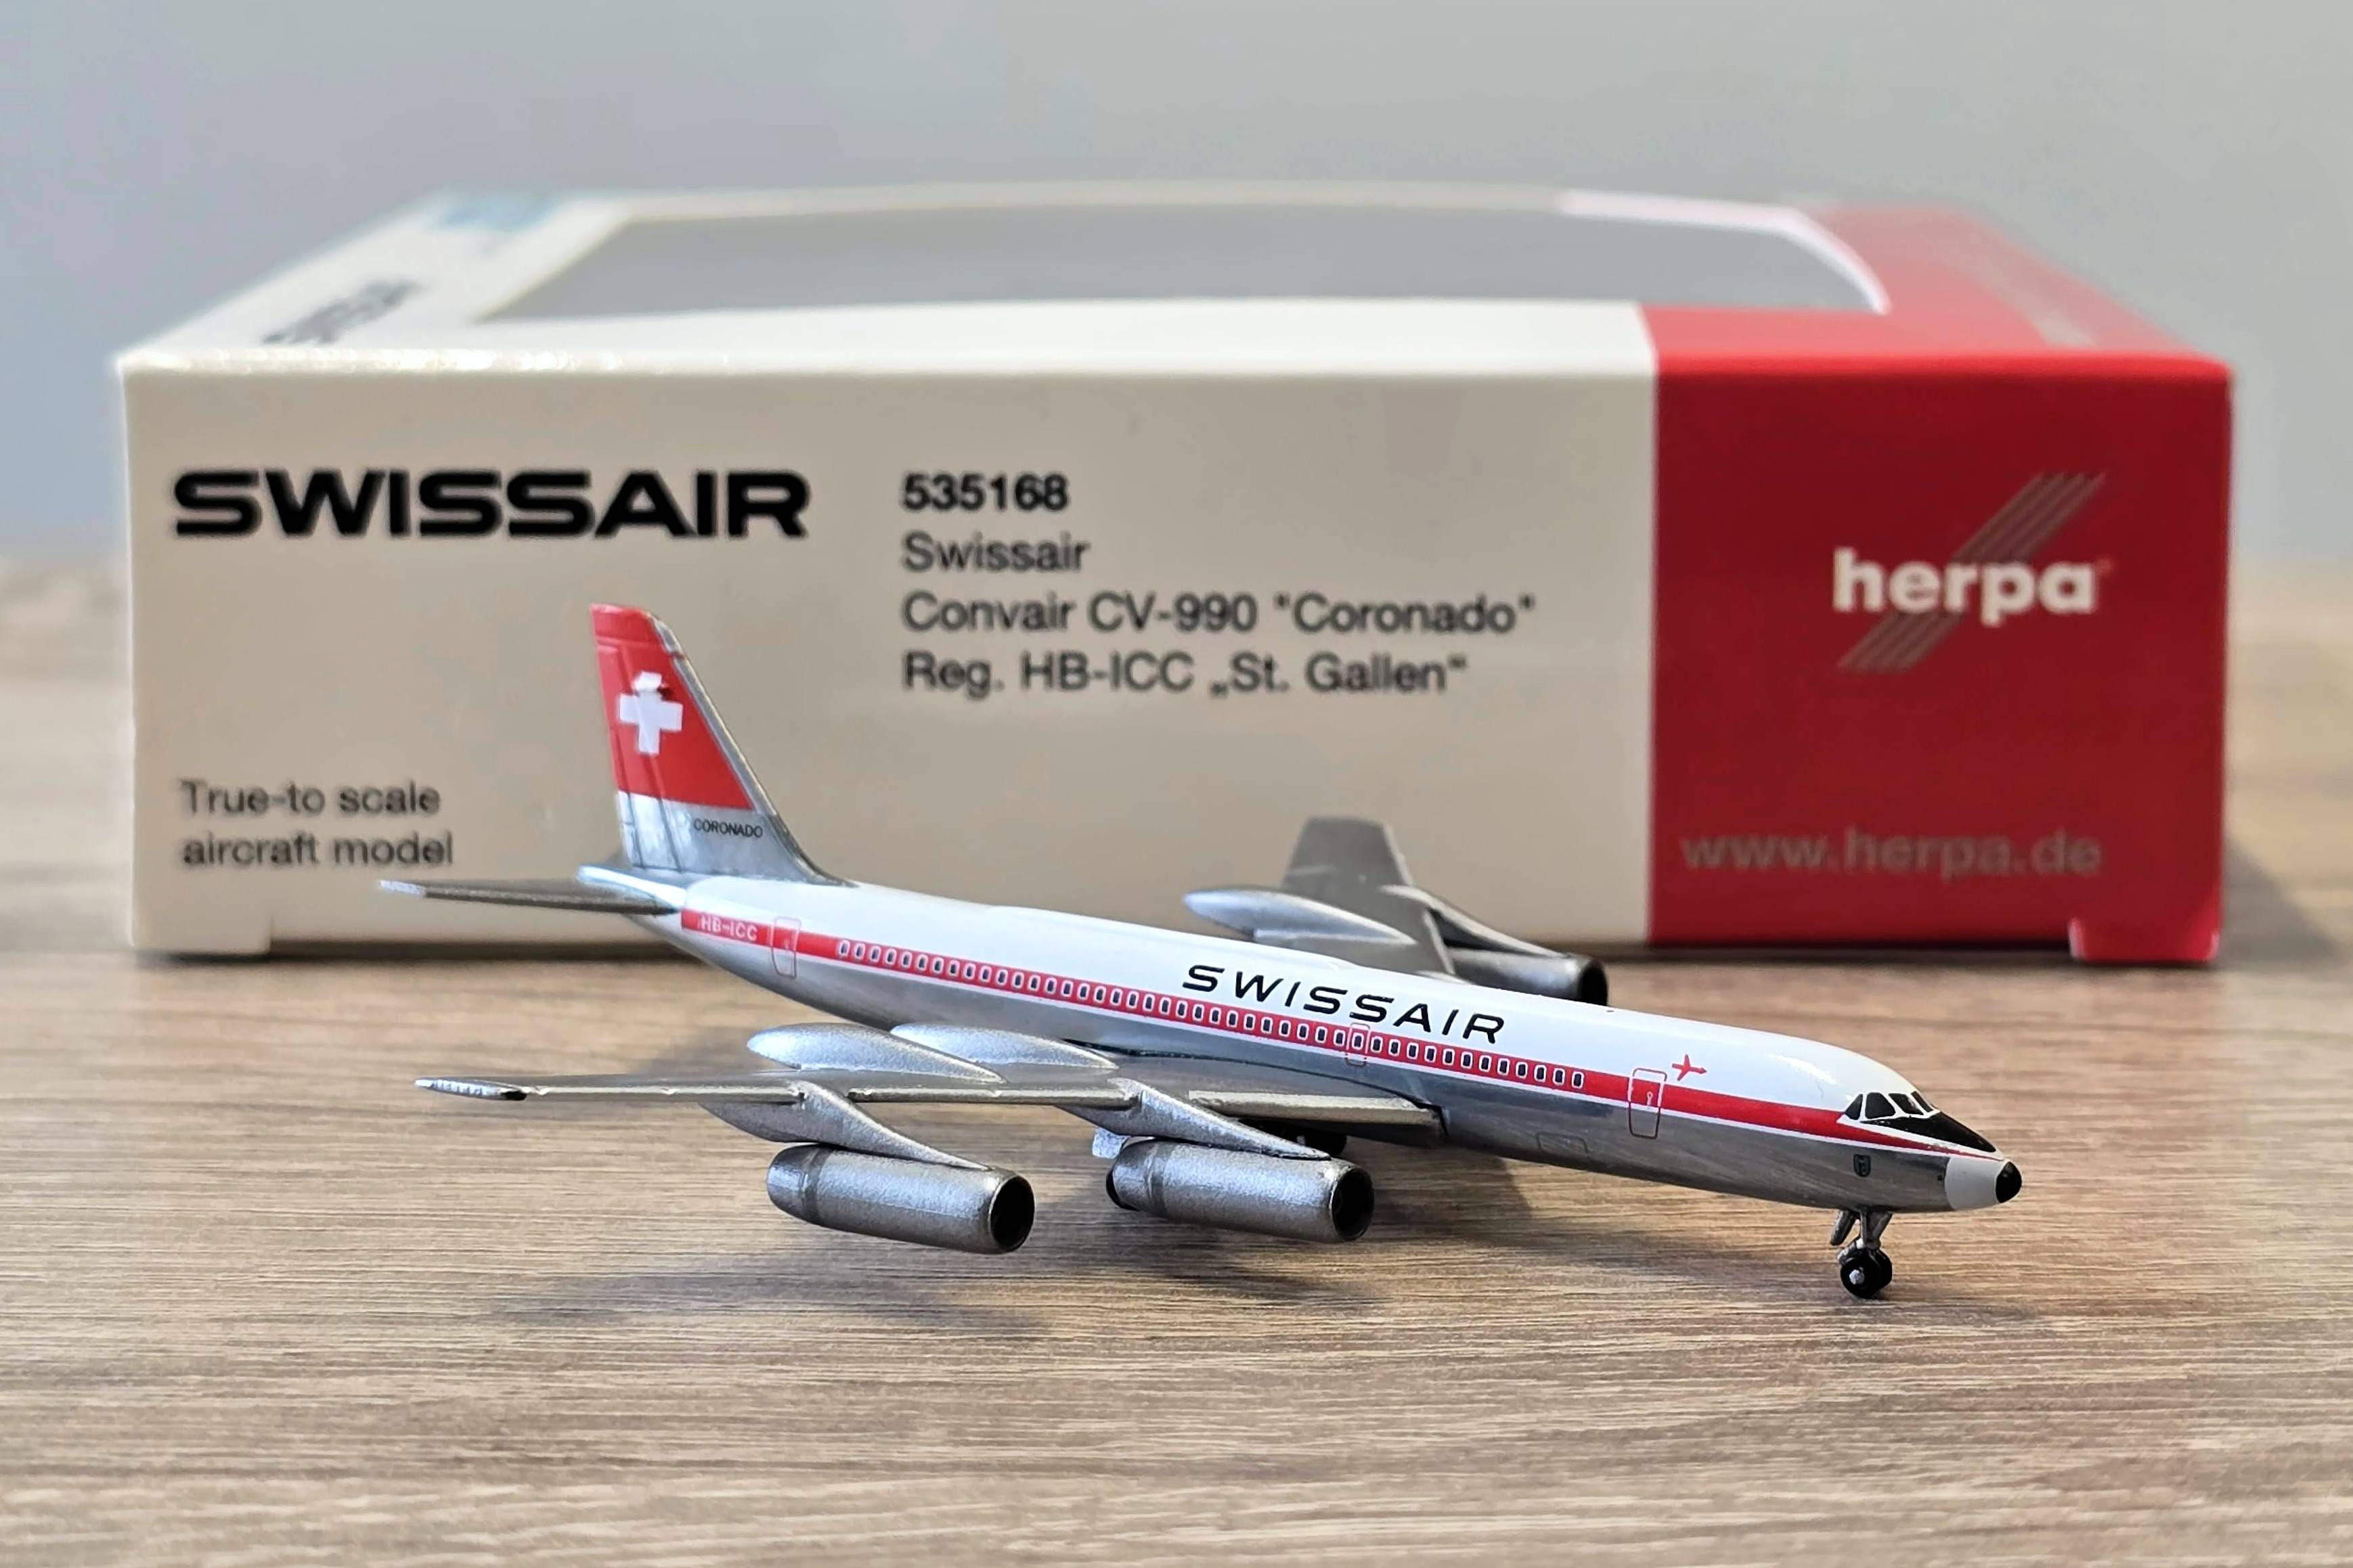 SWISSAIR
535168
Swissair
Convair CV-990 "Coronado"
Reg. HB-ICC „St. Gallen“
True-to scale
aircraft model
herpa
www.herpa.de
CORONADO
HB-ICC
SWISSAIR